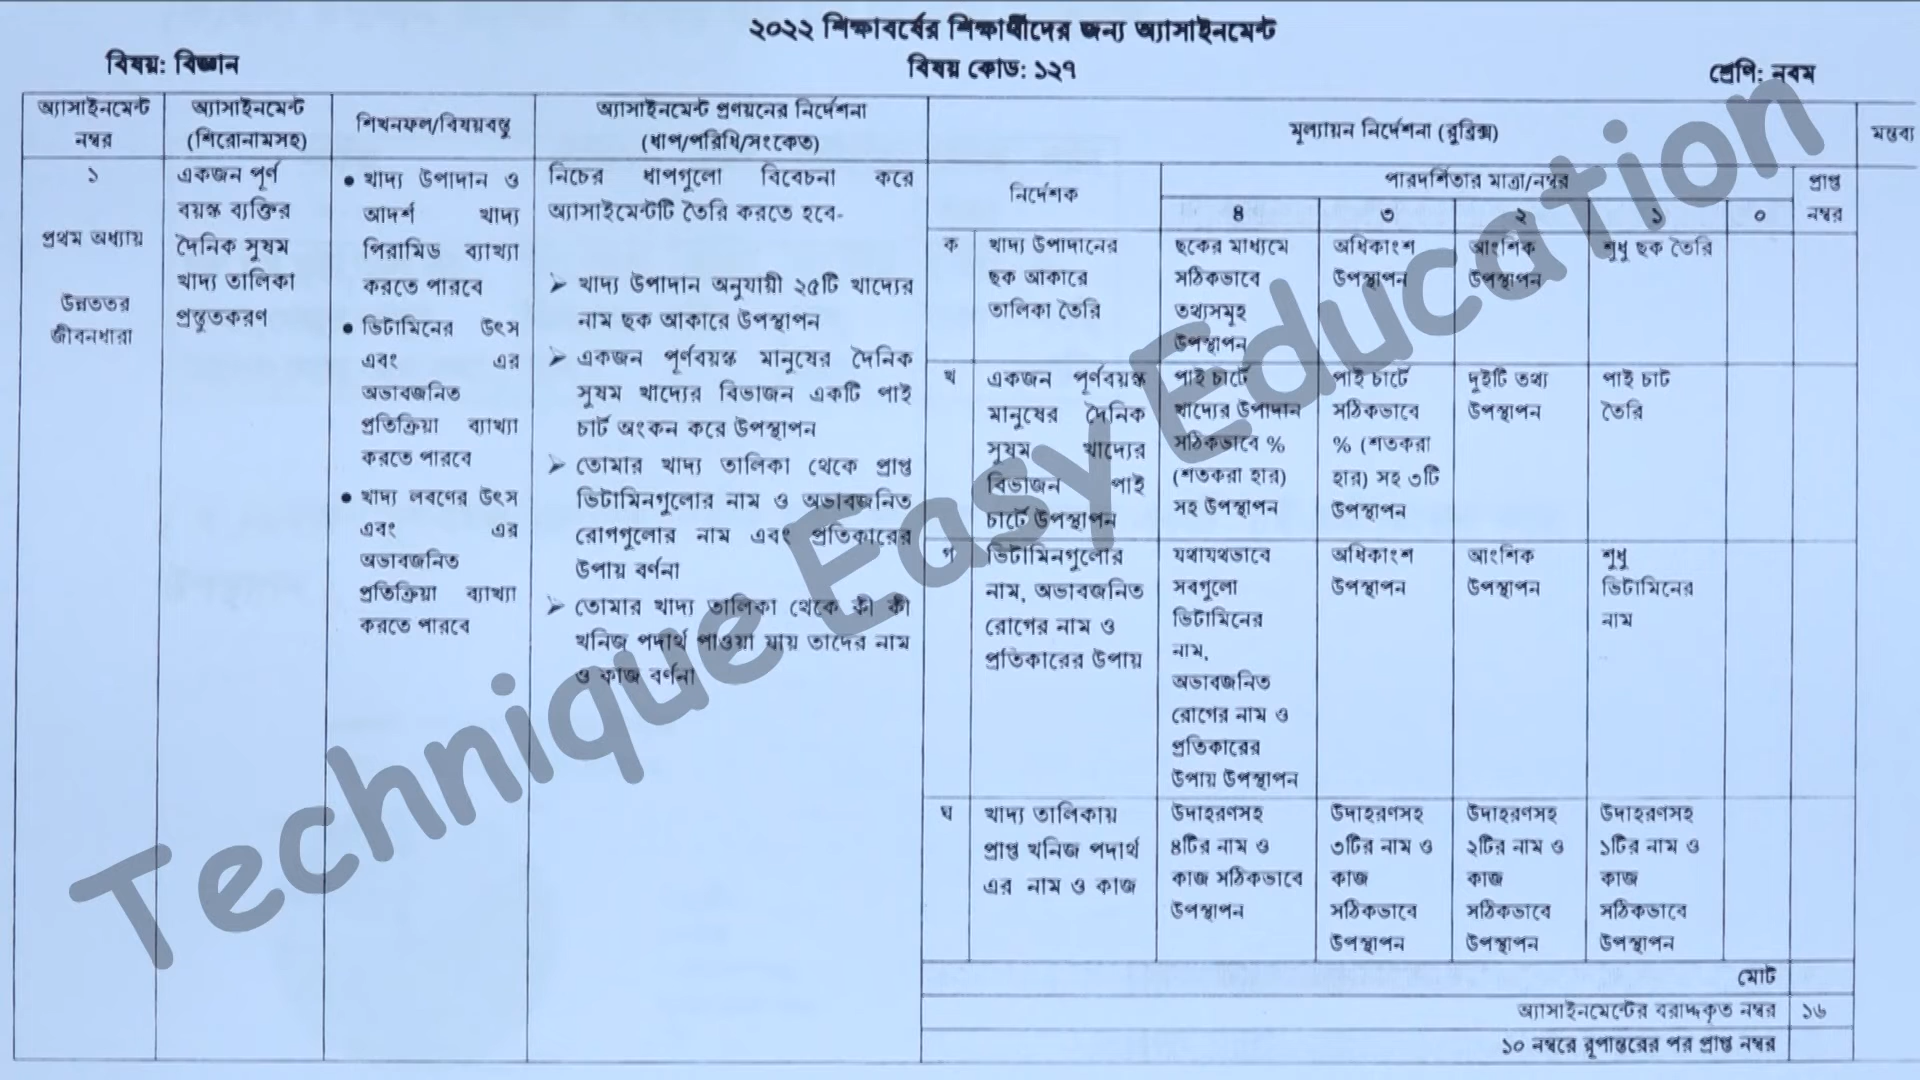 ২০২২ শিক্ষাবর্ষের শিক্ষার্থীদের জন্য অ্যাসাইনমেন্ট
বিষয়: বিজ্ঞান
বিষয় কোড: ১২৭
শ্রেণি: নবম
অ্যাসাইনমেন্ট
নম্বর
অ্যাসাইনমেন্ট
(শিরোনামসহ)
শিখনফল/বিষয়বস্তু
অ্যাসাইনমেন্ট প্রণয়নের নির্দেশনা
(ধাপ/পরিধি/সংকেত)
মূল্যায়ন নির্দেশনা (রুব্রিক্স)
মন্তব্য
১
প্রথম অধ্যায়
উন্নততর
জীবনধারা
একজন পূর্ণ
বয়স্ক ব্যক্তির
দৈনিক সুষম
খাদ্য তালিকা
প্রস্তুতকরণ
• খাদ্য উপাদান ও
আদর্শ খাদ্য
পিরামিড ব্যাখ্যা
করতে পারবে
• ভিটামিনের উৎস
এবং এর
অভাবজনিত
প্রতিক্রিয়া ব্যাখ্যা
করতে পারবে
• খাদ্য লবণের উৎস
এবং এর
অভাবজনিত
প্রতিক্রিয়া ব্যাখ্যা
করতে পারবে
নিচের ধাপগুলো বিবেচনা করে
অ্যাসাইমেন্টটি তৈরি করতে হবে-
➢ খাদ্য উপাদান অনুযায়ী ২৫টি খাদ্যের
নাম ছক আকারে উপস্থাপন
➢ একজন পূর্ণবয়স্ক মানুষের দৈনিক
সুষম খাদ্যের বিভাজন একটি পাই
চার্ট অংকন করে উপস্থাপন
➢ তোমার খাদ্য তালিকা থেকে প্রাপ্ত
ভিটামিনগুলোর নাম ও অভাবজনিত
রোগগুলোর নাম এবং প্রতিকারের
উপায় বর্ণনা
➢ তোমার খাদ্য তালিকা থেকে কী কী
খনিজ পদার্থ পাওয়া যায় তাদের নাম
ও কাজ বর্ণনা
নির্দেশক
পারদর্শিতার মাত্রা/নম্বর
প্রাপ্ত
নম্বর
৪
৩
২
১
০
ক
খাদ্য উপাদানের
ছক আকারে
তালিকা তৈরি
ছকের মাধ্যমে
সঠিকভাবে
তথ্যসমূহ
উপস্থাপন
অধিকাংশ
উপস্থাপন
আংশিক
উপস্থাপন
শুধু ছক তৈরি
খ
একজন পূর্ণবয়স্ক
মানুষের দৈনিক
সুষম খাদ্যের
বিভাজন পাই
চার্টে উপস্থাপন
পাই চার্টে
খাদ্যের উপাদান
সঠিকভাবে %
(শতকরা হার)
সহ উপস্থাপন
পাই চার্টে
সঠিকভাবে
% (শতকরা
হার) সহ ৩টি
উপস্থাপন
দুইটি তথ্য
উপস্থাপন
পাই চার্ট
তৈরি
গ
ভিটামিনগুলোর
নাম, অভাবজনিত
রোগের নাম ও
প্রতিকারের উপায়
যথাযথভাবে
সবগুলো
ভিটামিনের
নাম,
অভাবজনিত
রোগের নাম ও
প্রতিকারের
উপায় উপস্থাপন
অধিকাংশ
উপস্থাপন
আংশিক
উপস্থাপন
শুধু
ভিটামিনের
নাম
ঘ
খাদ্য তালিকায়
প্রাপ্ত খনিজ পদার্থ
এর নাম ও কাজ
উদাহরণসহ
৪টির নাম ও
কাজ সঠিকভাবে
উপস্থাপন
উদাহরণসহ
৩টির নাম ও
কাজ
সঠিকভাবে
উপস্থাপন
উদাহরণসহ
২টির নাম ও
কাজ
সঠিকভাবে
উপস্থাপন
উদাহরণসহ
১টির নাম ও
কাজ
সঠিকভাবে
উপস্থাপন
মোট
অ্যাসাইনমেন্টের বরাদ্দকৃত নম্বর
১৬
১০ নম্বরে রূপান্তরের পর প্রাপ্ত নম্বর
Technique Easy Education